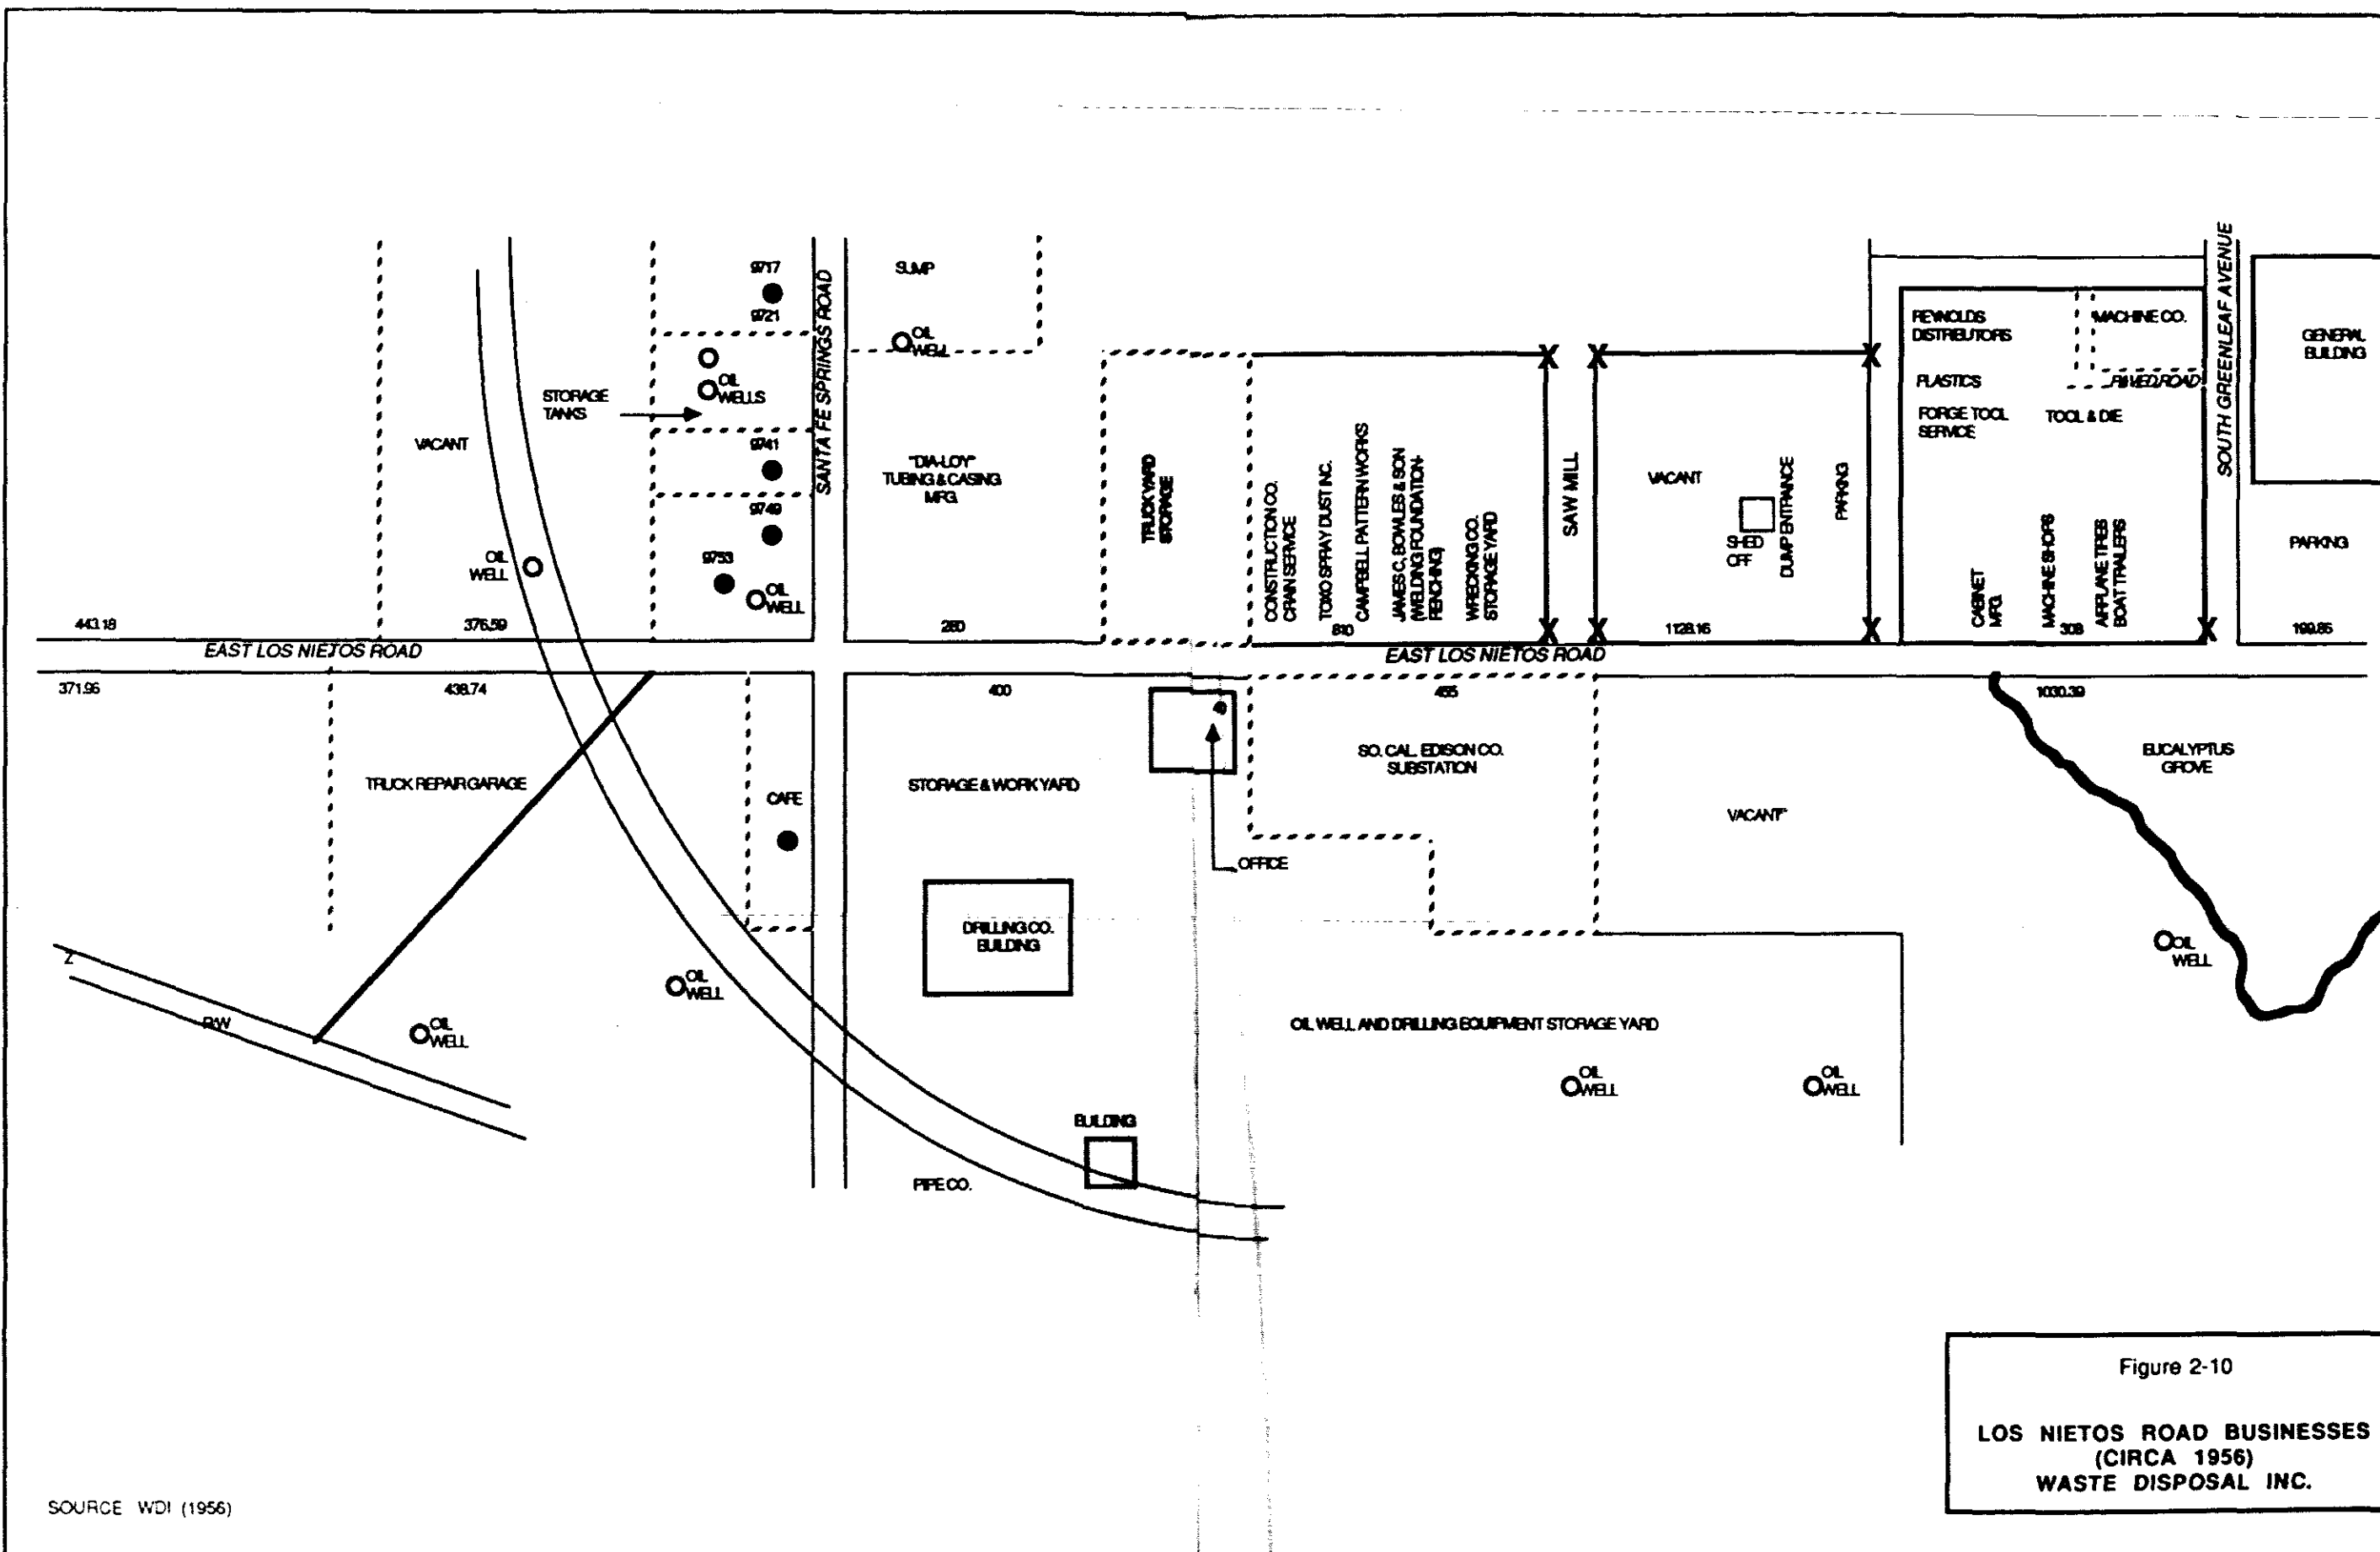 9717
9721
SANTA FE SPRINGS ROAD
SUMP
OIL
WELL
OIL
WELLS
STORAGE
TANKS
VACANT
9741
9749
9753
OIL
WELL
OIL
WELL
"DIA-LOY"
TUBING & CASING
MFG.
TRUCK YARD
STORAGE
CONSTRUCTION CO.
CRAIN SERVICE
TOXO SPRAY DUST INC.
CAMPBELL PATTERN WORKS
JAMES C, BOWLES & SON
(WELDING FOUNDATION-
RENCHING)
WRECKING CO.
STORAGE YARD
SAW MILL
VACANT
SHED
OFF
DUMP ENTRANCE
PARKING
REYNOLDS
DISTRIBUTORS
MACHINE CO.
PLASTICS
PAVED ROAD
FORGE TOOL
SERVICE
TOOL & DIE
CABINET
MFG.
MACHINE SHOPS
AIRPLANE TIRES
BOAT TRAILERS
SOUTH GREENLEAF AVENUE
GENERAL
BUILDING
PARKING
443.18
376.59
280
810
1128.16
308
199.85
EAST LOS NIETOS ROAD
EAST LOS NIETOS ROAD
371.96
438.74
400
455
1030.39
TRUCK REPAIR GARAGE
CAFE
STORAGE & WORK YARD
OFFICE
SO. CAL. EDISON CO.
SUBSTATION
VACANT
EUCALYPTUS
GROVE
DRILLING CO.
BUILDING
OIL
WELL
OIL
WELL
OIL
WELL
Z
R/W
OIL WELL AND DRILLING EQUIPMENT STORAGE YARD
OIL
WELL
OIL
WELL
BUILDING
PIPE CO.
Figure 2-10
LOS NIETOS ROAD BUSINESSES
(CIRCA 1956)
WASTE DISPOSAL INC.
SOURCE WDI (1956)